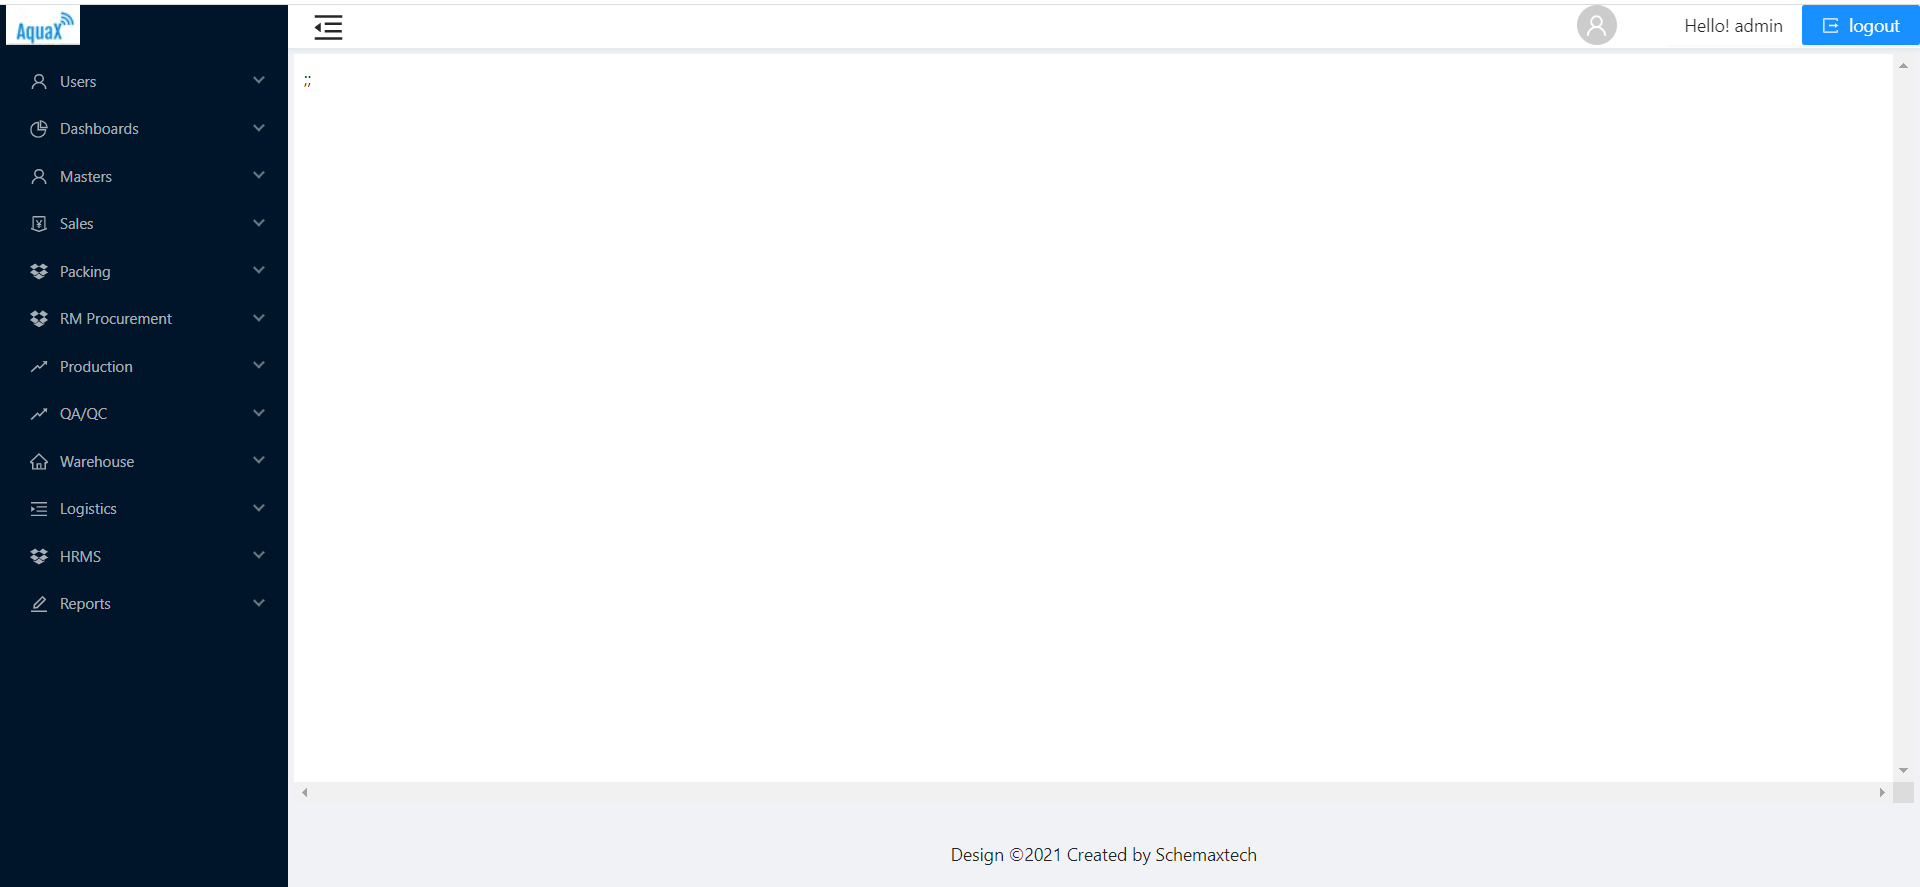 AquaX
Hello! admin
logout
Users
Dashboards
Masters
Sales
Packing
RM Procurement
Production
QA/QC
Warehouse
Logistics
HRMS
Reports
;;
Design ©2021 Created by Schemaxtech